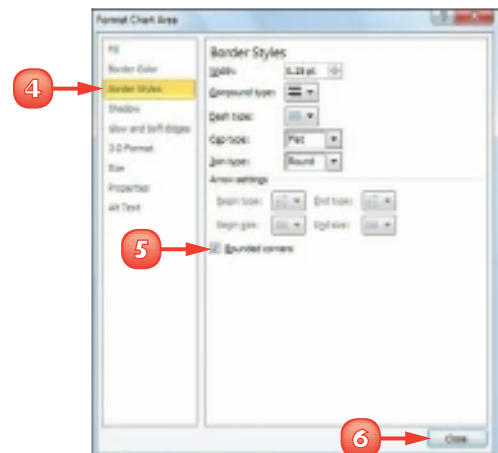 Format Chart Area
Fill
Border Color
4
Border Styles
Shadow
Glow and Soft Edges
3-D Format
Size
Properties
Alt Text
Border Styles
Width:
Compound type:
Dash type:
Cap type: Flat
Join type: Round
Arrow settings
Begin type: End type:
Begin size: End size:
5
Rounded corners
6
Close